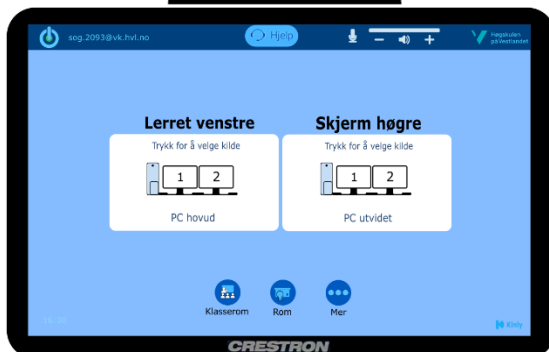 sog.2093@vk.hvl.no
Hjelp
Høgskulen
på Vestlandet
Lerret venstre
Skjerm høgre
Trykk for å velge kilde
Trykk for å velge kilde
1 2
1 2
PC hovud
PC utvidet
Klasserom
Rom
Mer
Kinly
CRESTRON